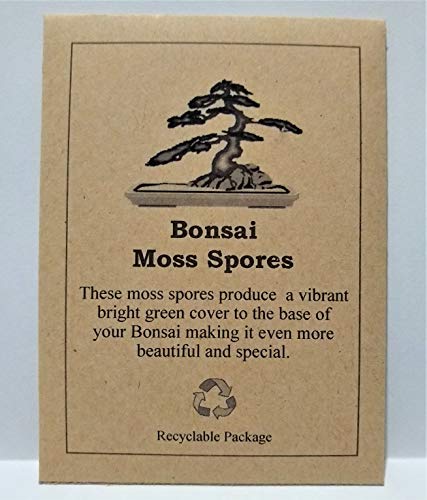 Bonsai
Moss Spores
These moss spores produce a vibrant
bright green cover to the base of
your Bonsai making it even more
beautiful and special.
Recyclable Package